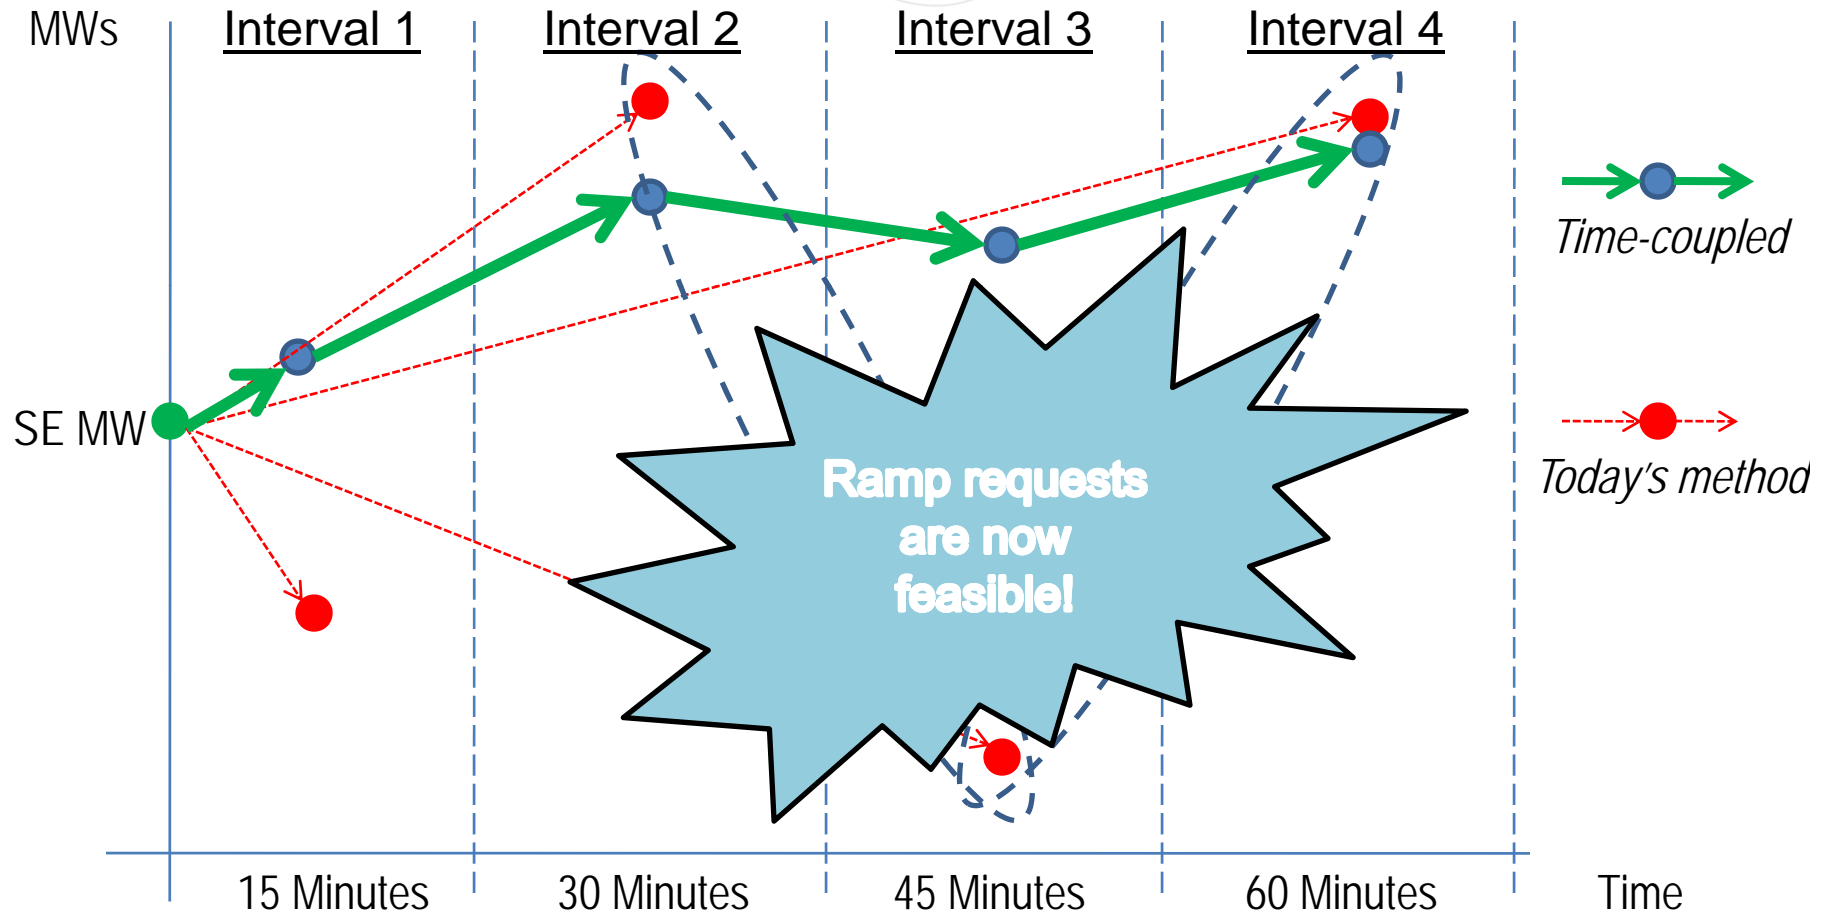 MWs
Interval 1
Interval 2
Interval 3
Interval 4
Time-coupled
SE MW
Ramp requests
are now
feasible!
Today's method
15 Minutes
30 Minutes
45 Minutes
60 Minutes
Time